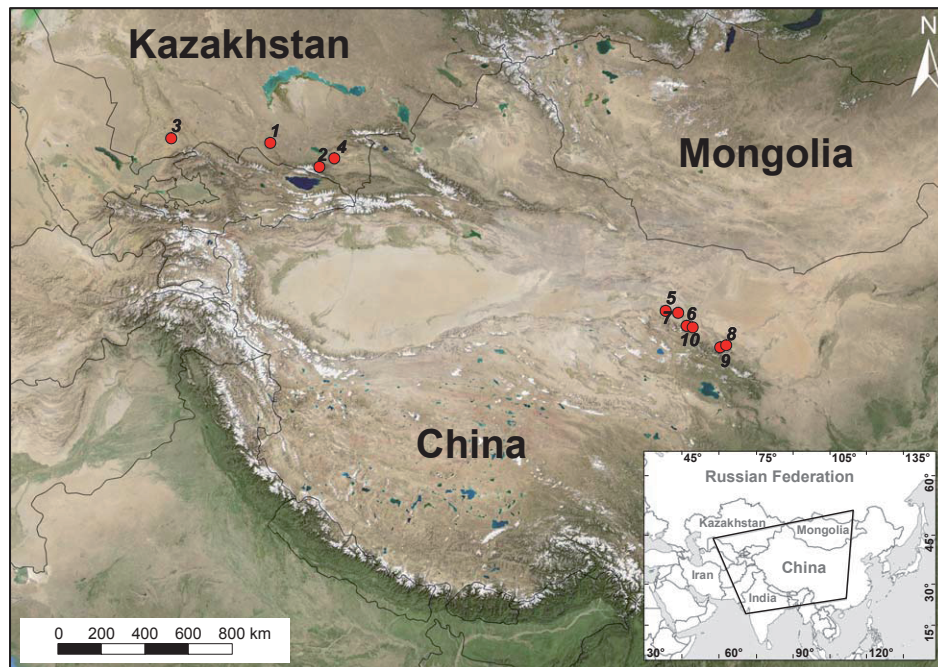 Kazakhstan
N
Mongolia
3
1
2
4
5
7
6
10
8
9
China
0 200 400 600 800 km
45° 75° 105° 135°
Russian Federation
60°
Kazakhstan
Mongolia
45°
Iran
China
India
30°
15°
30° 60° 90° 120°